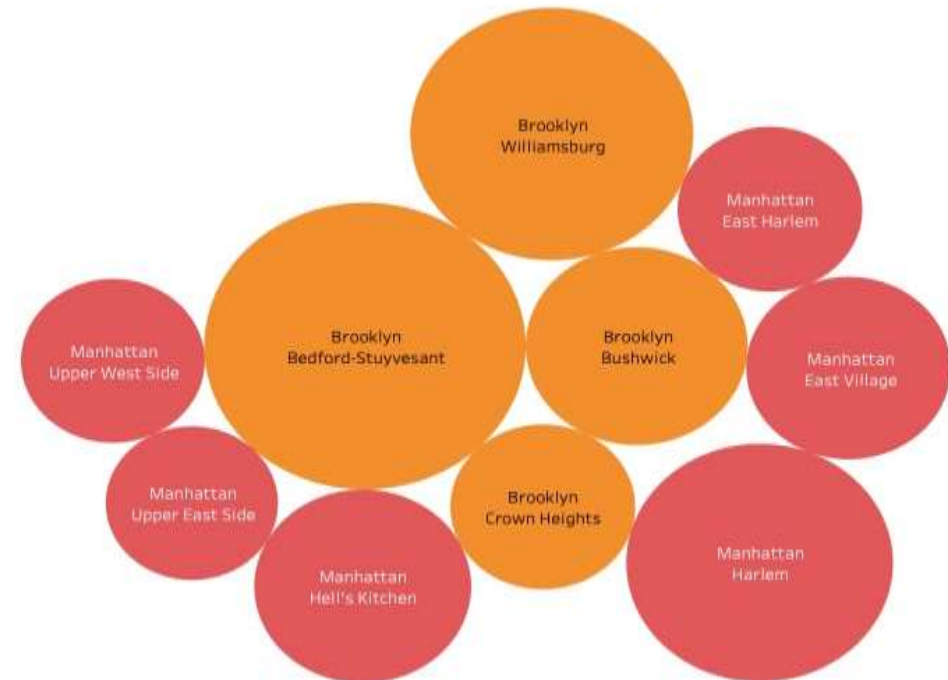 Brooklyn
Williamsburg
Manhattan
East Harlem
Brooklyn
Bedford-Stuyvesant
Brooklyn
Bushwick
Manhattan
Upper West Side
Manhattan
East Village
Manhattan
Upper East Side
Brooklyn
Crown Heights
Manhattan
Harlem
Manhattan
Hell's Kitchen